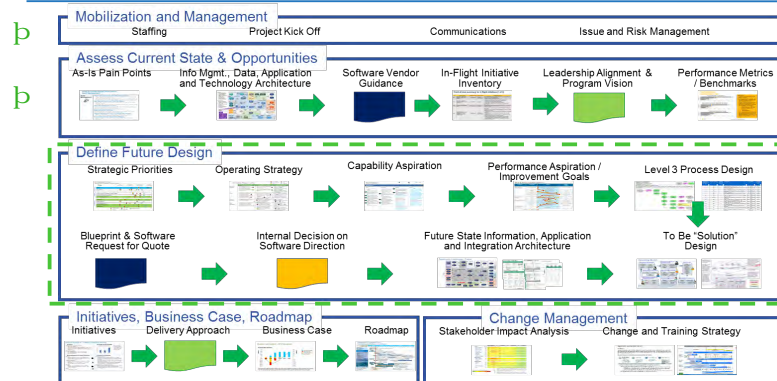 Mobilization and Management
þ
Staffing Project Kick Off Communications Issue and Risk Management
Assess Current State & Opportunities
þ
As-Is Pain Points
Info Mgmt., Data, Application
and Technology Architecture
Software Vendor
Guidance
In-Flight Initiative
Inventory
Leadership Alignment &
Program Vision
Performance Metrics
/ Benchmarks
Define Future Design
Strategic Priorities
Operating Strategy
Capability Aspiration
Performance Aspiration /
Improvement Goals
Level 3 Process Design
Blueprint & Software
Request for Quote
Internal Decision on
Software Direction
Future State Information, Application
and Integration Architecture
To Be “Solution”
Design
Initiatives, Business Case, Roadmap
Initiatives
Delivery Approach
Business Case
Roadmap
Change Management
Stakeholder Impact Analysis
Change and Training Strategy